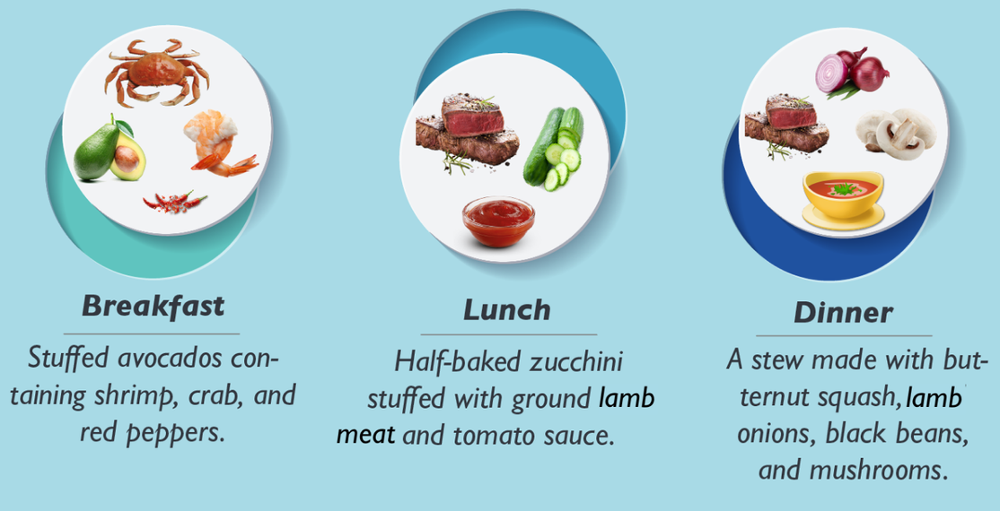 Breakfast
Stuffed avocados con-
taining shrimp, crab, and
red peppers.
Lunch
Half-baked zucchini
stuffed with ground lamb
meat and tomato sauce.
Dinner
A stew made with but-
ternut squash, lamb
onions, black beans,
and mushrooms.